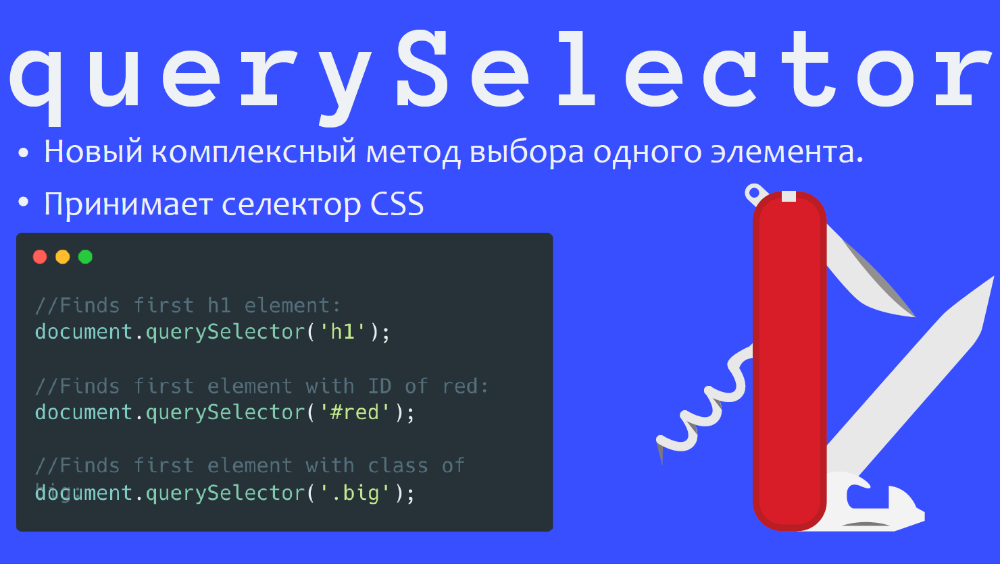 querySelector
• Новый комплексный метод выбора одного элемента.
• Принимает селектор CSS
//Finds first h1 element:
document.querySelector('h1');
//Finds first element with ID of red:
document.querySelector('#red');
//Finds first element with class of
big:
document.querySelector('.big');